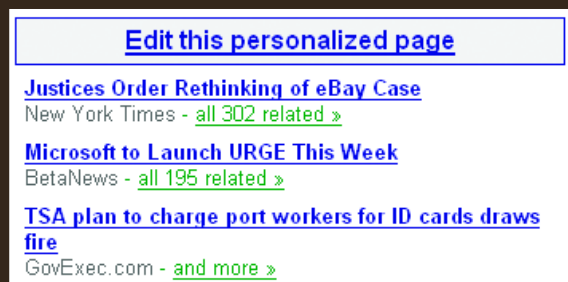 Edit this personalized page
Justices Order Rethinking of eBay Case
New York Times - all 302 related »
Microsoft to Launch URGE This Week
BetaNews - all 195 related »
TSA plan to charge port workers for ID cards draws
fire
GovExec.com - and more »